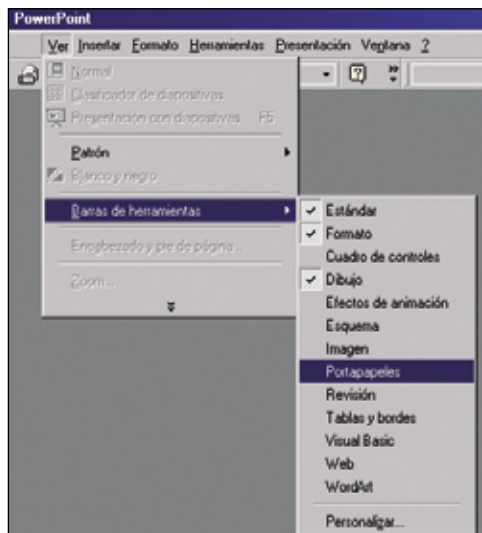 PowerPoint
Ver Insertar Formato Herramientas Presentación Ventana ?
Normal
Clasificador de diapositivas
Presentación con diapositivas F5
Patrón
Blanco y negro
Barras de herramientas
Encabezado y pie de página...
Zoom...
Estándar
Formato
Cuadro de controles
Dibujo
Efectos de animación
Esquema
Imagen
Portapapeles
Revisión
Tablas y bordes
Visual Basic
Web
WordArt
Personalizar...